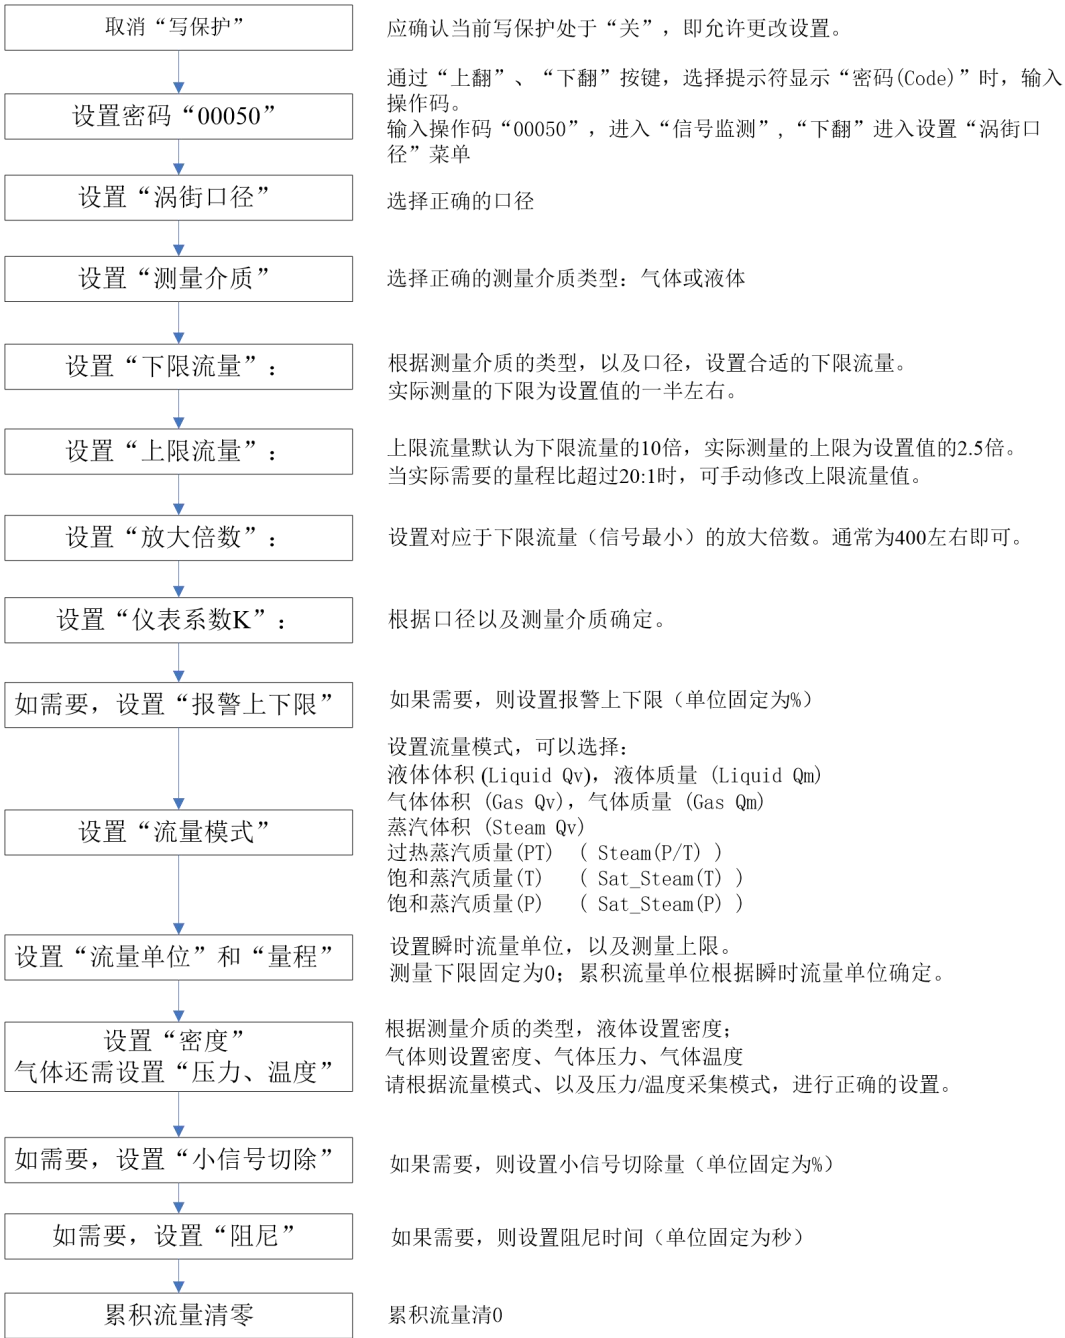 取消“写保护”
应确认当前写保护处于“关”，即允许更改设置。
设置密码“00050”
通过“上翻”、“下翻”按键，选择提示符显示“密码(Code)”时，输入
操作码。
输入操作码“00050”，进入“信号监测”,“下翻”进入设置“涡街口
径”菜单
设置“涡街口径”
选择正确的口径
设置“测量介质”
选择正确的测量介质类型：气体或液体
设置“下限流量”：
根据测量介质的类型，以及口径，设置合适的下限流量。
实际测量的下限为设置值的一半左右。
设置“上限流量”：
上限流量默认为下限流量的10倍，实际测量的上限为设置值的2.5倍。
当实际需要的量程比超过20:1时，可手动修改上限流量值。
设置“放大倍数”：
设置对应于下限流量（信号最小）的放大倍数。通常为400左右即可。
设置“仪表系数K”：
根据口径以及测量介质确定。
如需要，设置“报警上下限”
如果需要，则设置报警上下限（单位固定为%）
设置“流量模式”
设置流量模式，可以选择：
液体体积 (Liquid Qv)，液体质量 (Liquid Qm)
气体体积 (Gas Qv)，气体质量 (Gas Qm)
蒸汽体积 (Steam Qv)
过热蒸汽质量(PT) ( Steam(P/T) )
饱和蒸汽质量(T) ( Sat_Steam(T) )
饱和蒸汽质量(P) ( Sat_Steam(P) )
设置“流量单位”和“量程”
设置瞬时流量单位，以及测量上限。
测量下限固定为0；累积流量单位根据瞬时流量单位确定。
设置“密度”
气体还需设置“压力、温度”
根据测量介质的类型，液体设置密度；
气体则设置密度、气体压力、气体温度
请根据流量模式、以及压力/温度采集模式，进行正确的设置。
如需要，设置“小信号切除”
如果需要，则设置小信号切除量（单位固定为%）
如需要，设置“阻尼”
如果需要，则设置阻尼时间（单位固定为秒）
累积流量清零
累积流量清0